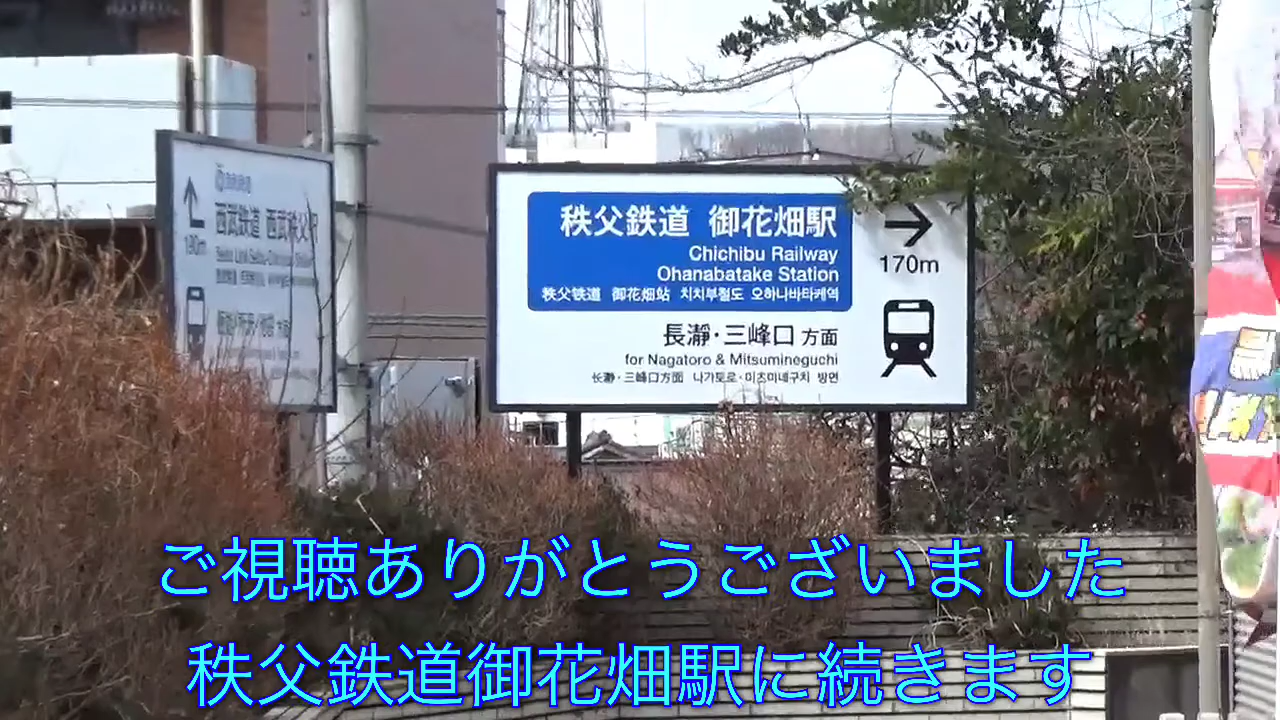 西武鉄道 西武秩父駅
190m
秩父鉄道 御花畑駅
Chichibu Railway
Ohanabatake Station
秩父铁道 御花畑站 치치부철도 오하나바타케역
170m
長瀞・三峰口 方面
for Nagatoro & Mitsumineguchi
长瀞・三峰口方面 나가토로・미츠미네구치 방면
ご視聴ありがとうございました
秩父鉄道御花畑駅に続きます